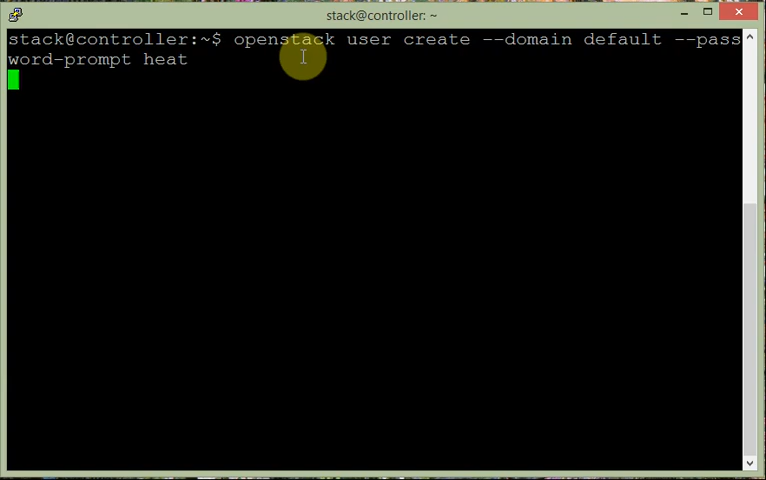 stack@controller: ~
stack@controller:~$ openstack user create --domain default --pass
word-prompt heat